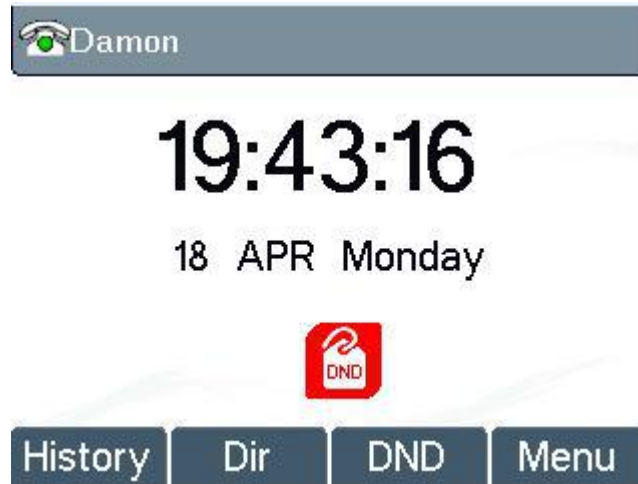 Damon
19:43:16
18 APR Monday
DND
History Dir DND Menu